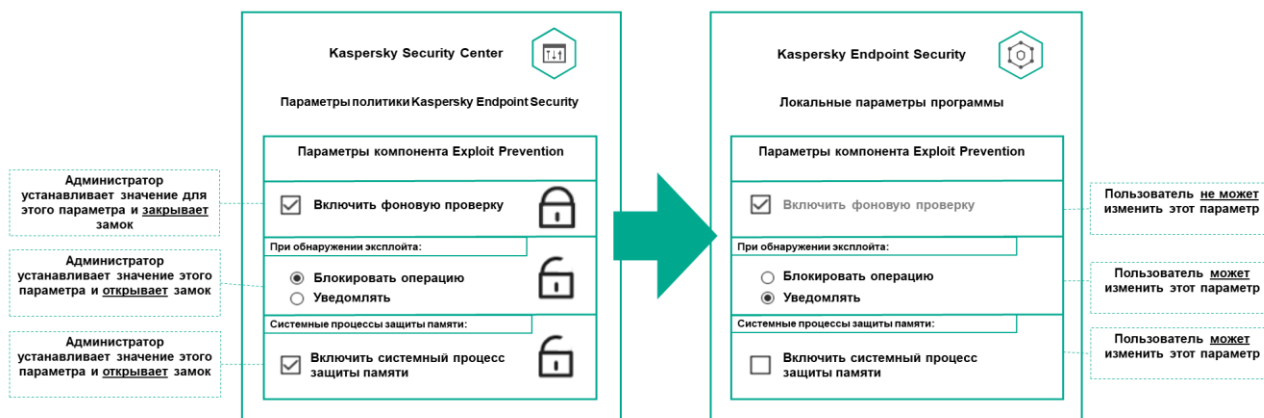 Kaspersky Security Center
Параметры политики Kaspersky Endpoint Security
Параметры компонента Exploit Prevention
Администратор
устанавливает значение для
этого параметра и закрывает
замок
Включить фоновую проверку
При обнаружении эксплойта:
Администратор
устанавливает значение этого
параметра и открывает замок
Блокировать операцию
Уведомлять
Системные процессы защиты памяти:
Администратор
устанавливает значение этого
параметра и открывает замок
Включить системный процесс
защиты памяти
Kaspersky Endpoint Security
Локальные параметры программы
Параметры компонента Exploit Prevention
Включить фоновую проверку
Пользователь не может
изменить этот параметр
При обнаружении эксплойта:
Блокировать операцию
Уведомлять
Пользователь может
изменить этот параметр
Системные процессы защиты памяти:
Включить системный процесс
защиты памяти
Пользователь может
изменить этот параметр